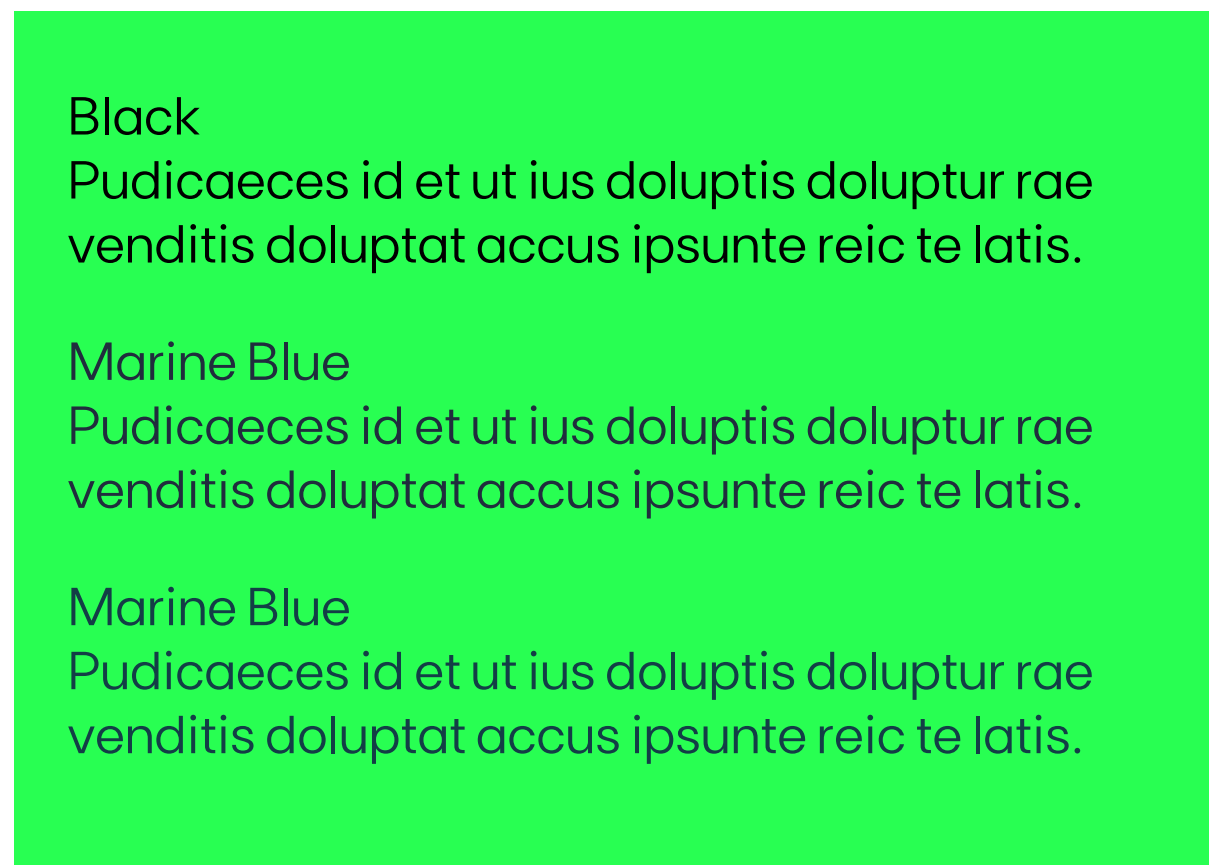 Black
Pudicaeces id et ut ius doluptis doluptur rae
venditis doluptat accus ipsunte reic te latis.
Marine Blue
Pudicaeces id et ut ius doluptis doluptur rae
venditis doluptat accus ipsunte reic te latis.
Marine Blue
Pudicaeces id et ut ius doluptis doluptur rae
venditis doluptat accus ipsunte reic te latis.